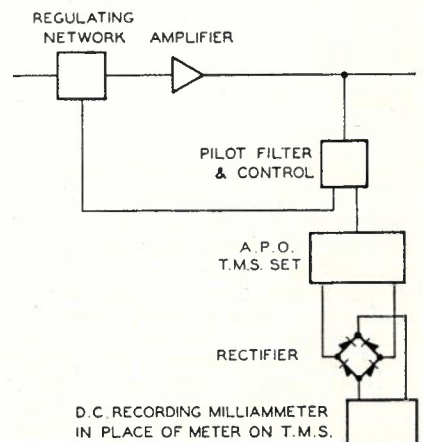 REGULATING
NETWORK AMPLIFIER
PILOT FILTER
& CONTROL
A.P.O.
T.M.S. SET
RECTIFIER
D.C. RECORDING MILLIAMMETER
IN PLACE OF METER ON T.M.S.